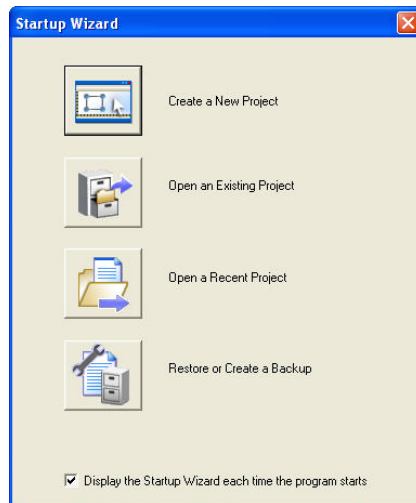 Startup Wizard
Create a New Project
Open an Existing Project
Open a Recent Project
Restore or Create a Backup
Display the Startup Wizard each time the program starts